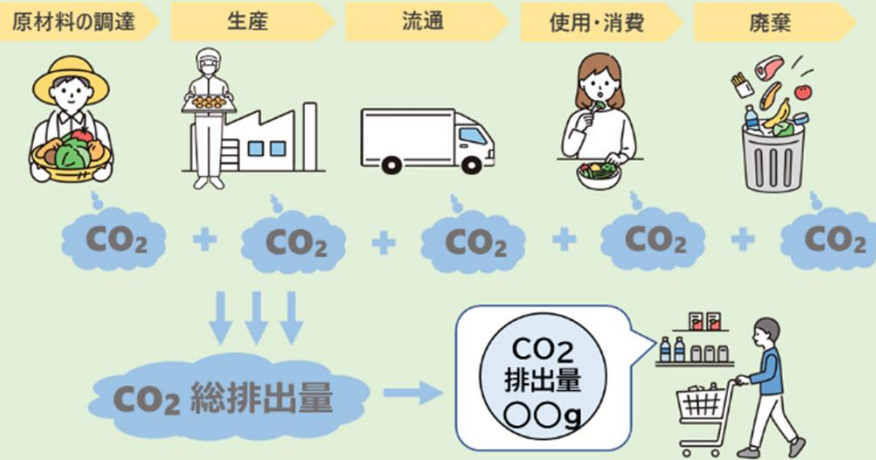 原材料の調達
生産
流通
使用・消費
廃棄
CO₂ + CO₂ + CO₂ + CO₂ + CO₂
CO₂ 総排出量
CO2
排出量
〇〇g